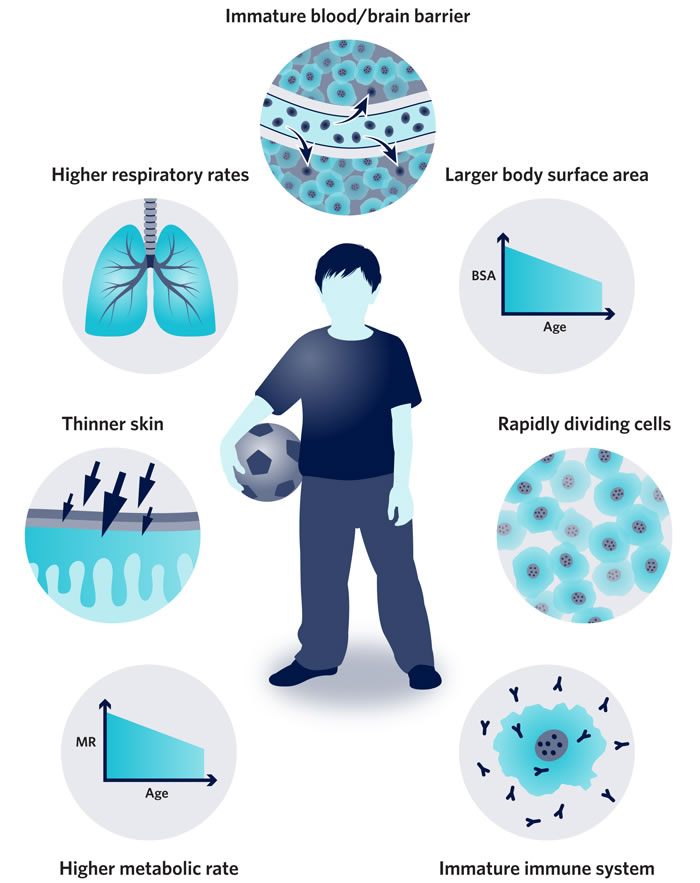 Immature blood/brain barrier
Higher respiratory rates
Larger body surface area
BSA
Age
Thinner skin
Rapidly dividing cells
MR
Age
Higher metabolic rate
Immature immune system